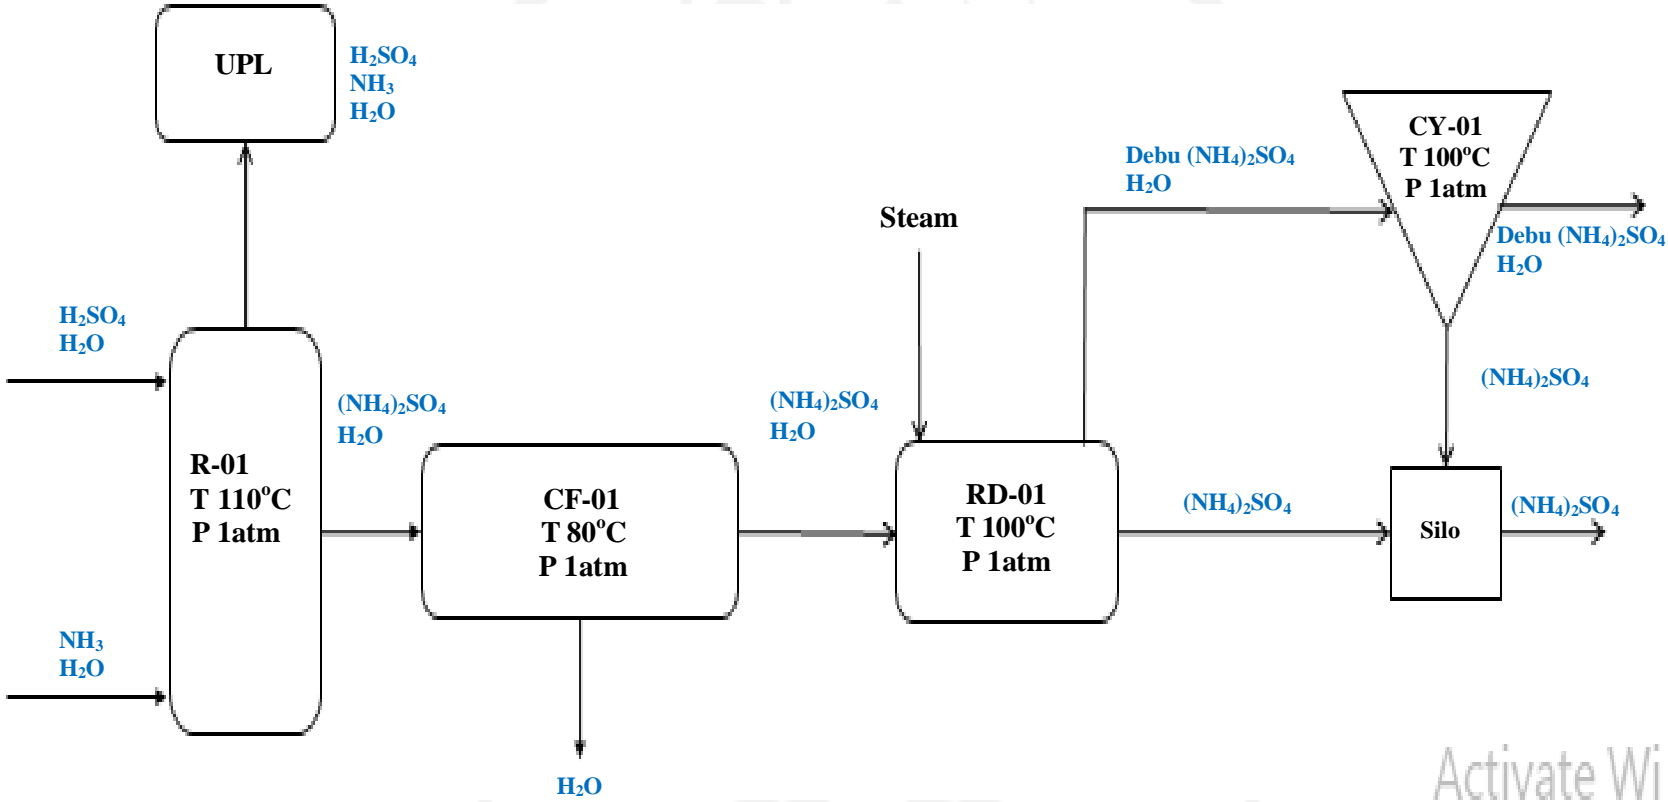 UPL
H₂SO₄
NH₃
H₂O
H₂SO₄
H₂O
NH₃
H₂O
R-01
T 110°C
P 1atm
(NH₄)₂SO₄
H₂O
CF-01
T 80°C
P 1atm
H₂O
(NH₄)₂SO₄
H₂O
Steam
RD-01
T 100°C
P 1atm
Debu (NH₄)₂SO₄
H₂O
CY-01
T 100°C
P 1atm
Debu (NH₄)₂SO₄
H₂O
(NH₄)₂SO₄
(NH₄)₂SO₄
Silo
(NH₄)₂SO₄
Activate Wi